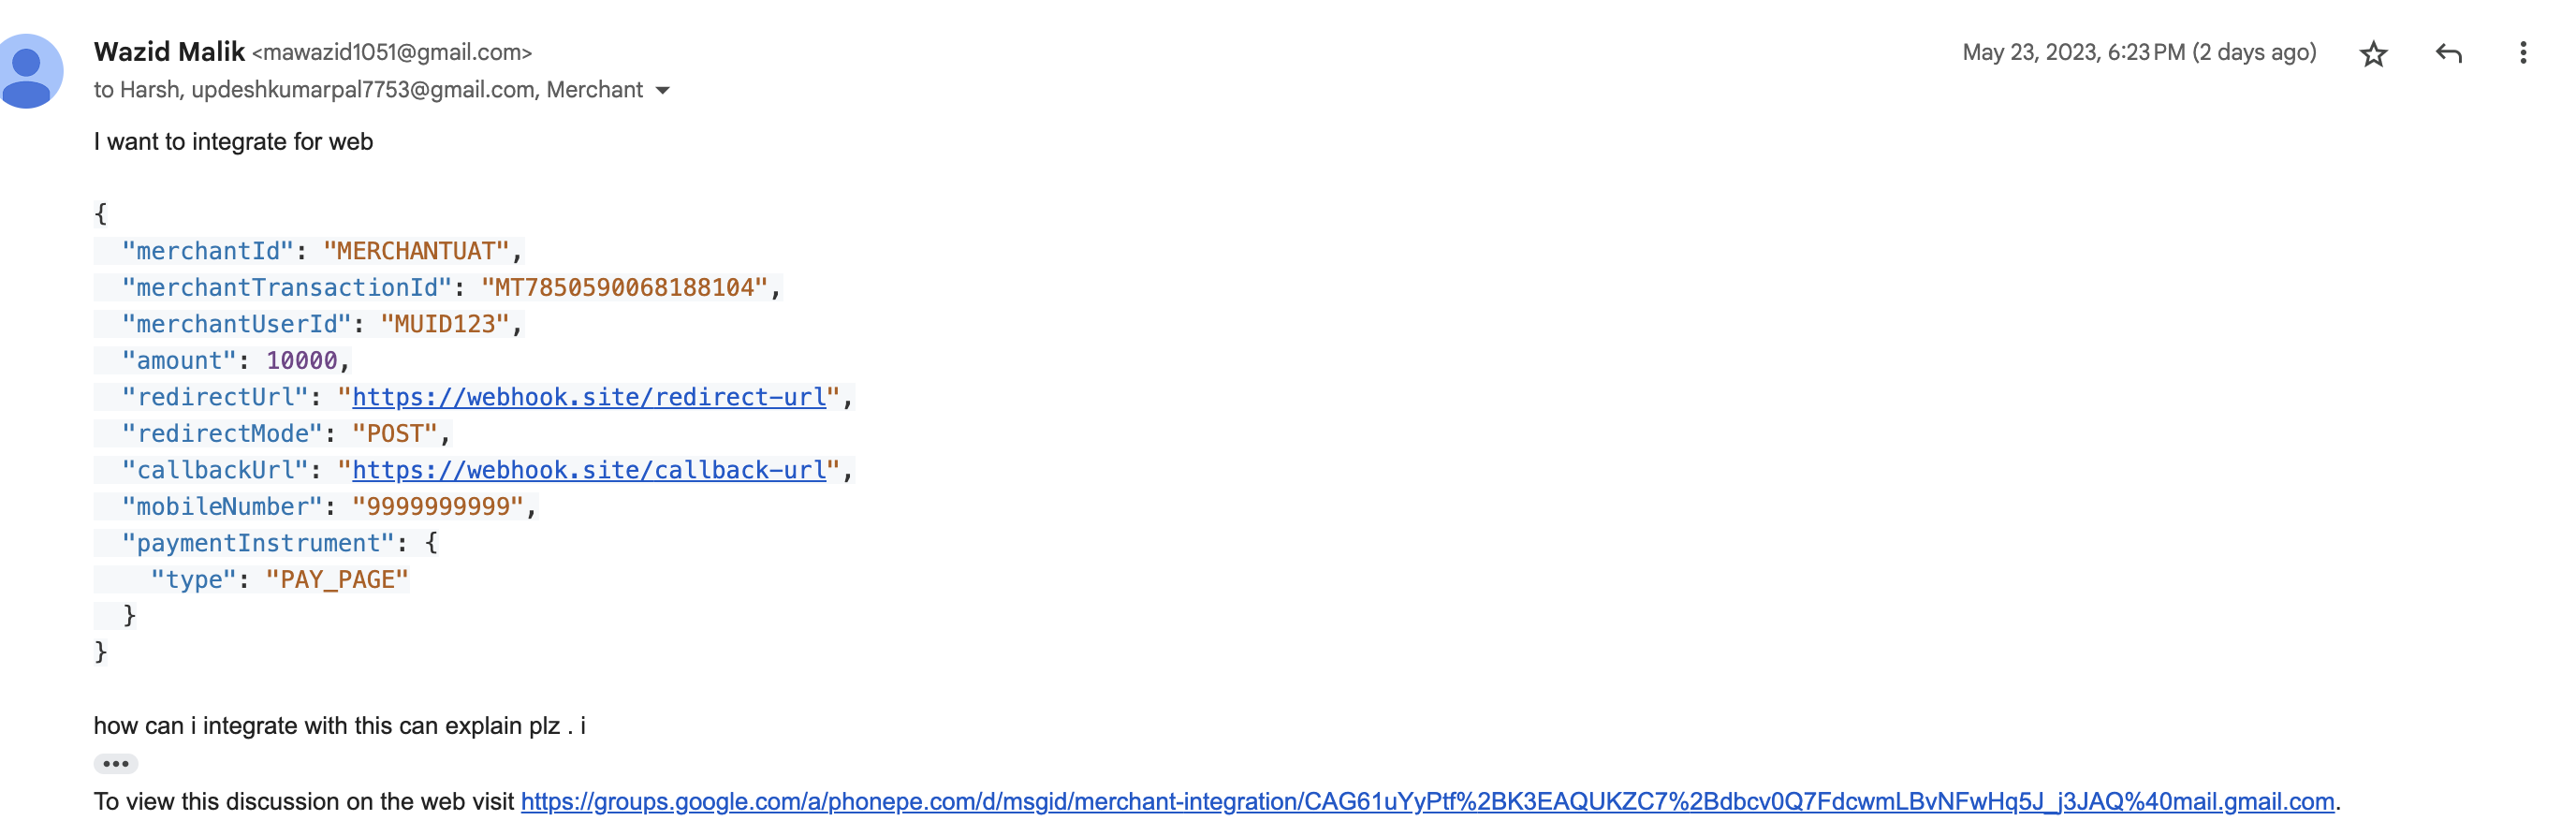 Wazid Malik <mawazid1051@gmail.com> May 23, 2023, 6:23 PM (2 days ago)
to Harsh, updeshkumarpal7753@gmail.com, Merchant
I want to integrate for web
{
  "merchantId": "MERCHANTUAT",
  "merchantTransactionId": "MT7850590068188104",
  "merchantUserId": "MUID123",
  "amount": 10000,
  "redirectUrl": "https://webhook.site/redirect-url",
  "redirectMode": "POST",
  "callbackUrl": "https://webhook.site/callback-url",
  "mobileNumber": "9999999999",
  "paymentInstrument": {
    "type": "PAY_PAGE"
  }
}
how can i integrate with this can explain plz . i
To view this discussion on the web visit https://groups.google.com/a/phonepe.com/d/msgid/merchant-integration/CAG61uYyPtf%2BK3EAQUKZC7%2Bdbcv0Q7FdcwmLBvNFwHq5J_j3JAQ%40mail.gmail.com.